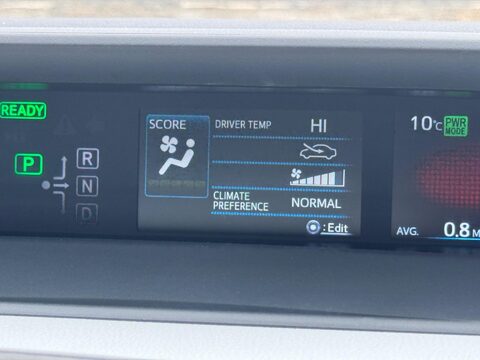 READY
P
R
N
D
SCORE
DRIVER TEMP HI
CLIMATE
PREFERENCE NORMAL
: Edit
10°C
PWR
MODE
AVG. 0.8 M